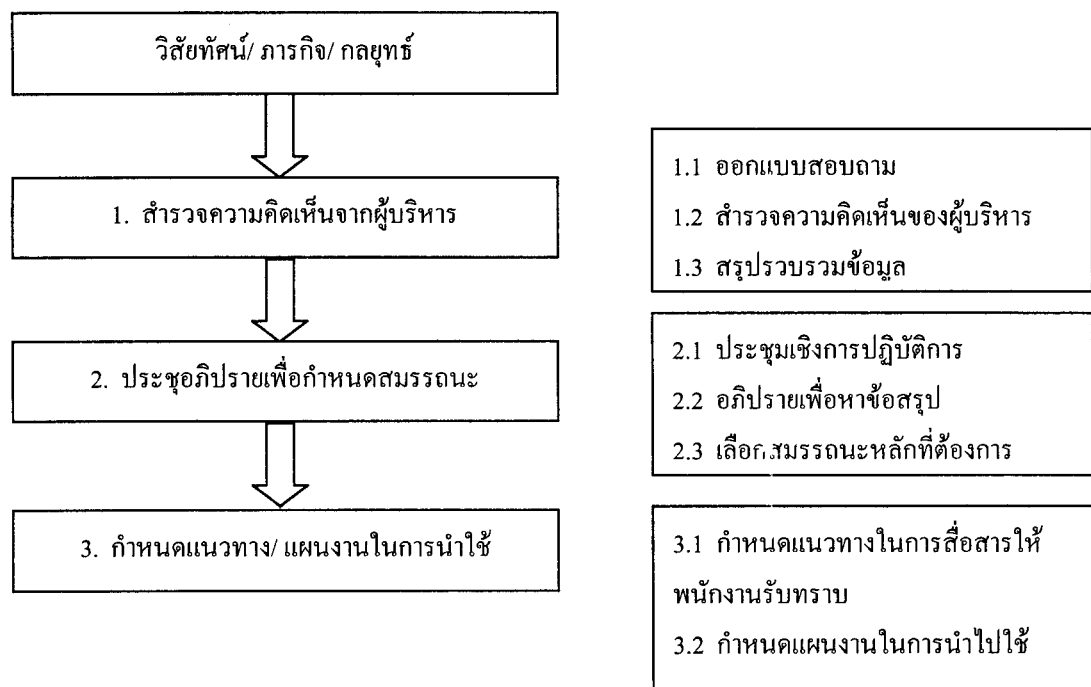 วิสัยทัศน์/ ภารกิจ/ กลยุทธ์
1. สำรวจความคิดเห็นจากผู้บริหาร
1.1 ออกแบบสอบถาม
1.2 สำรวจความคิดเห็นของผู้บริหาร
1.3 สรุปรวบรวมข้อมูล
2. ประชุอภิปรายเพื่อกำหนดสมรรถนะ
2.1 ประชุมเชิงการปฏิบัติการ
2.2 อภิปรายเพื่อหาข้อสรุป
2.3 เลือกสมรรถนะหลักที่ต้องการ
3. กำหนดแนวทาง/ แผนงานในการนำใช้
3.1 กำหนดแนวทางในการสื่อสารให้
พนักงานรับทราบ
3.2 กำหนดแผนงานในการนำไปใช้